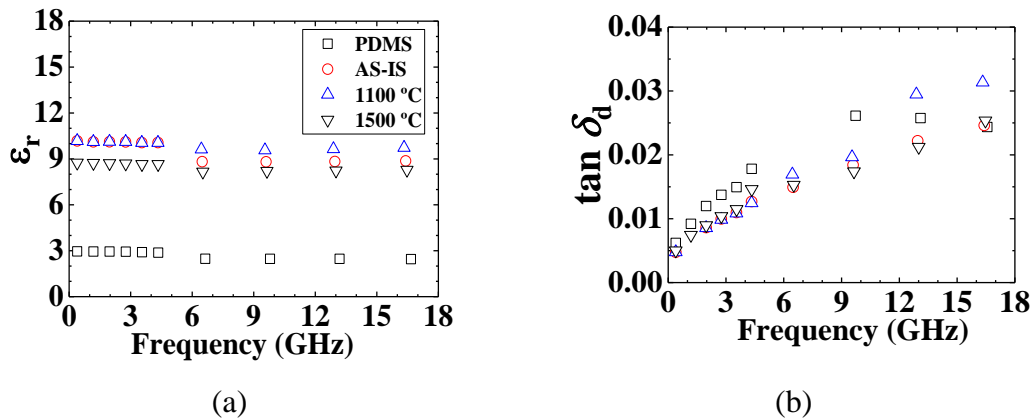 18
15
12
9
6
3
0
εr
0 3 6 9 12 15 18
Frequency (GHz)
PDMS
AS-IS
1100 ºC
1500 ºC
(a)
0.04
0.03
0.02
0.01
0.00
tan δd
0 3 6 9 12 15 18
Frequency (GHz)
(b)